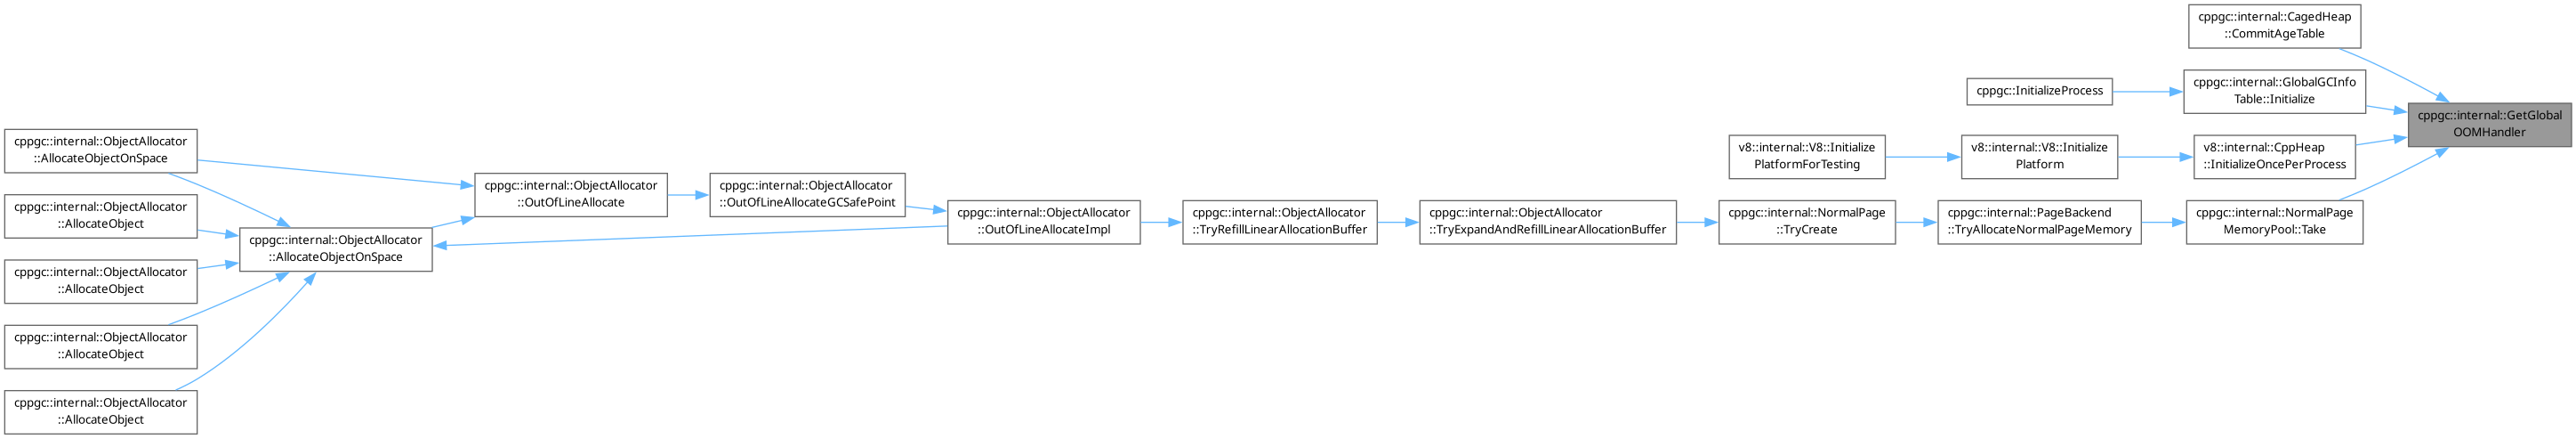 cppgc::internal::CagedHeap
::CommitAgeTable
cppgc::internal::GlobalGCInfo
Table::Initialize
cppgc::InitializeProcess
cppgc::internal::GetGlobal
OOMHandler
cppgc::internal::ObjectAllocator
::AllocateObjectOnSpace
v8::internal::V8::Initialize
PlatformForTesting
v8::internal::V8::Initialize
Platform
v8::internal::CppHeap
::InitializeOncePerProcess
cppgc::internal::ObjectAllocator
::OutOfLineAllocate
cppgc::internal::ObjectAllocator
::OutOfLineAllocateGCSafePoint
cppgc::internal::ObjectAllocator
::AllocateObject
cppgc::internal::ObjectAllocator
::OutOfLineAllocateImpl
cppgc::internal::ObjectAllocator
::TryRefillLinearAllocationBuffer
cppgc::internal::ObjectAllocator
::TryExpandAndRefillLinearAllocationBuffer
cppgc::internal::NormalPage
::TryCreate
cppgc::internal::PageBackend
::TryAllocateNormalPageMemory
cppgc::internal::NormalPage
MemoryPool::Take
cppgc::internal::ObjectAllocator
::AllocateObjectOnSpace
cppgc::internal::ObjectAllocator
::AllocateObject
cppgc::internal::ObjectAllocator
::AllocateObject
cppgc::internal::ObjectAllocator
::AllocateObject